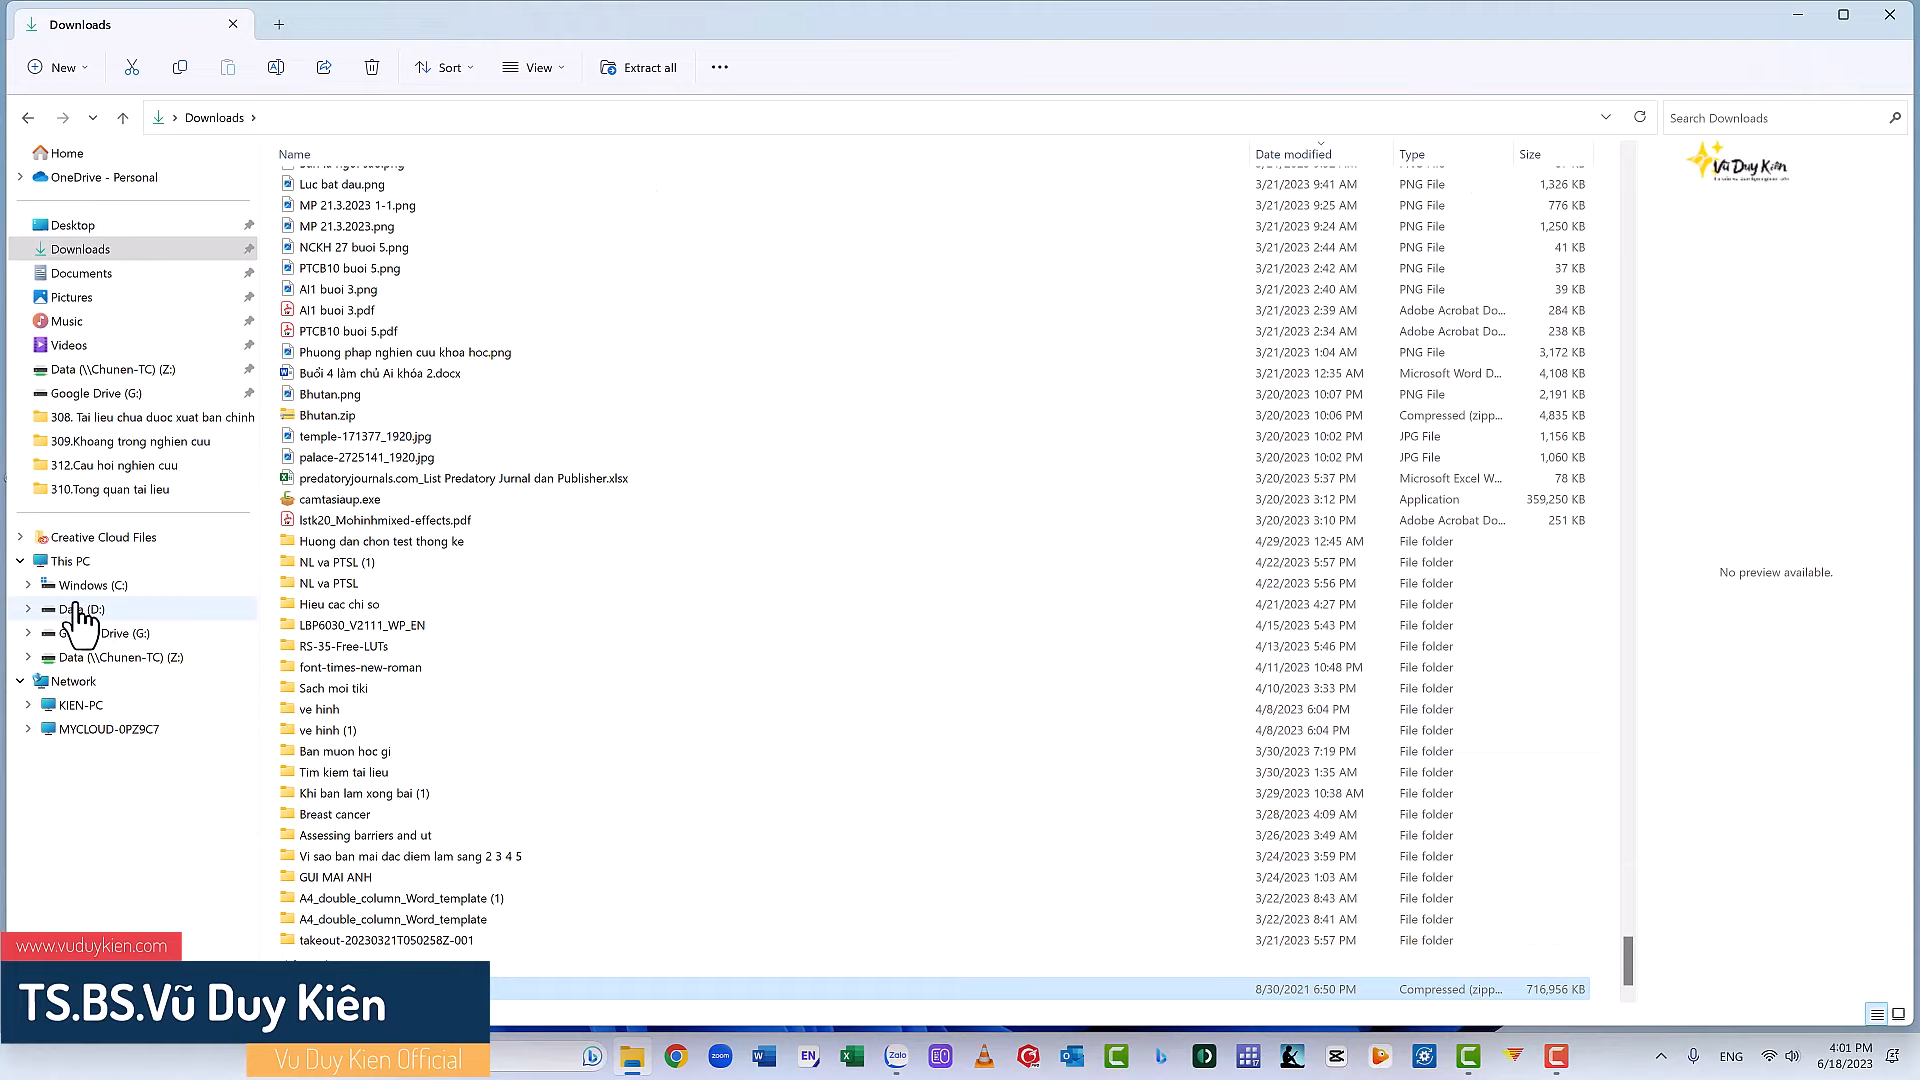 Downloads
New
Sort
View
Extract all
Downloads
Search Downloads
Home
OneDrive - Personal
Desktop
Downloads
Documents
Pictures
Music
Videos
Data (\\Chunen-TC) (Z:)
Google Drive (G:)
308. Tai lieu chua duoc xuat ban chinh
309.Khoang trong nghien cuu
312.Cau hoi nghien cuu
310.Tong quan tai lieu
Creative Cloud Files
This PC
Windows (C:)
(D:)
Drive (G:)
Data (\\Chunen-TC) (Z:)
Network
KIEN-PC
MYCLOUD-0PZ9C7
Name Date modified Type Size
Luc bat dau.png 3/21/2023 9:41 AM PNG File 1,326 KB
MP 21.3.2023 1-1.png 3/21/2023 9:25 AM PNG File 776 KB
MP 21.3.2023.png 3/21/2023 9:24 AM PNG File 1,250 KB
NCKH 27 buoi 5.png 3/21/2023 2:44 AM PNG File 41 KB
PTCB10 buoi 5.png 3/21/2023 2:42 AM PNG File 37 KB
AI1 buoi 3.png 3/21/2023 2:40 AM PNG File 39 KB
AI1 buoi 3.pdf 3/21/2023 2:39 AM Adobe Acrobat Do... 284 KB
PTCB10 buoi 5.pdf 3/21/2023 2:34 AM Adobe Acrobat Do... 238 KB
Phuong phap nghien cuu khoa hoc.png 3/21/2023 1:04 AM PNG File 3,172 KB
Buổi 4 làm chủ Ai khóa 2.docx 3/21/2023 12:35 AM Microsoft Word D... 4,108 KB
Bhutan.png 3/20/2023 10:07 PM PNG File 2,191 KB
Bhutan.zip 3/20/2023 10:06 PM Compressed (zipp... 4,835 KB
temple-171377_1920.jpg 3/20/2023 10:02 PM JPG File 1,156 KB
palace-2725141_1920.jpg 3/20/2023 10:02 PM JPG File 1,060 KB
predatoryjournals.com_List Predatory Jurnal dan Publisher.xlsx 3/20/2023 5:37 PM Microsoft Excel W... 78 KB
camtasiaup.exe 3/20/2023 3:12 PM Application 359,250 KB
lstk20_Mohinhmixed-effects.pdf 3/20/2023 3:10 PM Adobe Acrobat Do... 251 KB
Huong dan chon test thong ke 4/29/2023 12:45 AM File folder
NL va PTSL (1) 4/22/2023 5:57 PM File folder
NL va PTSL 4/22/2023 5:56 PM File folder
Hieu cac chi so 4/21/2023 4:27 PM File folder
LBP6030_V2111_WP_EN 4/15/2023 5:43 PM File folder
RS-35-Free-LUTs 4/13/2023 5:46 PM File folder
font-times-new-roman 4/11/2023 10:48 PM File folder
Sach moi tiki 4/10/2023 3:33 PM File folder
ve hinh 4/8/2023 6:04 PM File folder
ve hinh (1) 4/8/2023 6:04 PM File folder
Ban muon hoc gi 3/30/2023 7:19 PM File folder
Tim kiem tai lieu 3/30/2023 1:35 AM File folder
Khi ban lam xong bai (1) 3/29/2023 10:38 AM File folder
Breast cancer 3/28/2023 4:09 AM File folder
Assessing barriers and ut 3/26/2023 3:49 AM File folder
Vi sao ban mai dac diem lam sang 2 3 4 5 3/24/2023 3:59 PM File folder
GUI MAI ANH 3/24/2023 1:03 AM File folder
A4_double_column_Word_template (1) 3/22/2023 8:43 AM File folder
A4_double_column_Word_template 3/22/2023 8:41 AM File folder
takeout-20230321T050258Z-001 3/21/2023 5:57 PM File folder
8/30/2021 6:50 PM Compressed (zipp... 716,956 KB
Vũ Duy Kiên
No preview available.
www.vuduykien.com
TS.BS.Vũ Duy Kiên
Vu Duy Kien Official
zoom
EN
Zalo
ENG
4:01 PM
6/18/2023